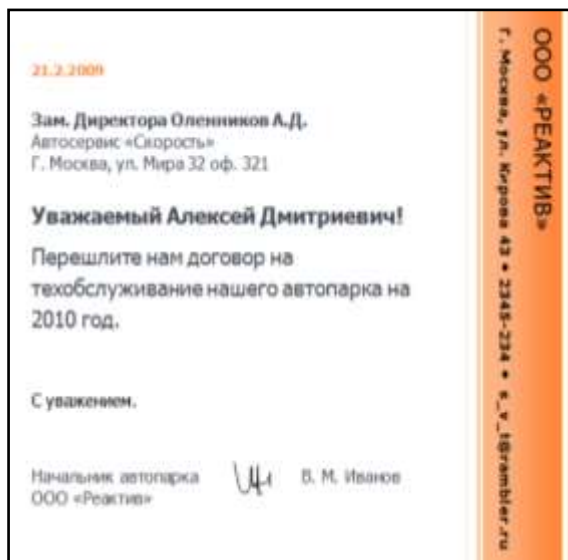 21.2.2009
Зам. Директора Оленников А.Д.
Автосервис «Скорость»
Г. Москва, ул. Мира 32 оф. 321
Уважаемый Алексей Дмитриевич!
Перешлите нам договор на
техобслуживание нашего автопарка на
2010 год.
С уважением.
Начальник автопарка
ООО «Реактив»
В. М. Иванов
ООО «РЕАКТИВ»
Г. Москва, ул. Кирова 43 • 2345-234 • s_v_t@rambler.ru